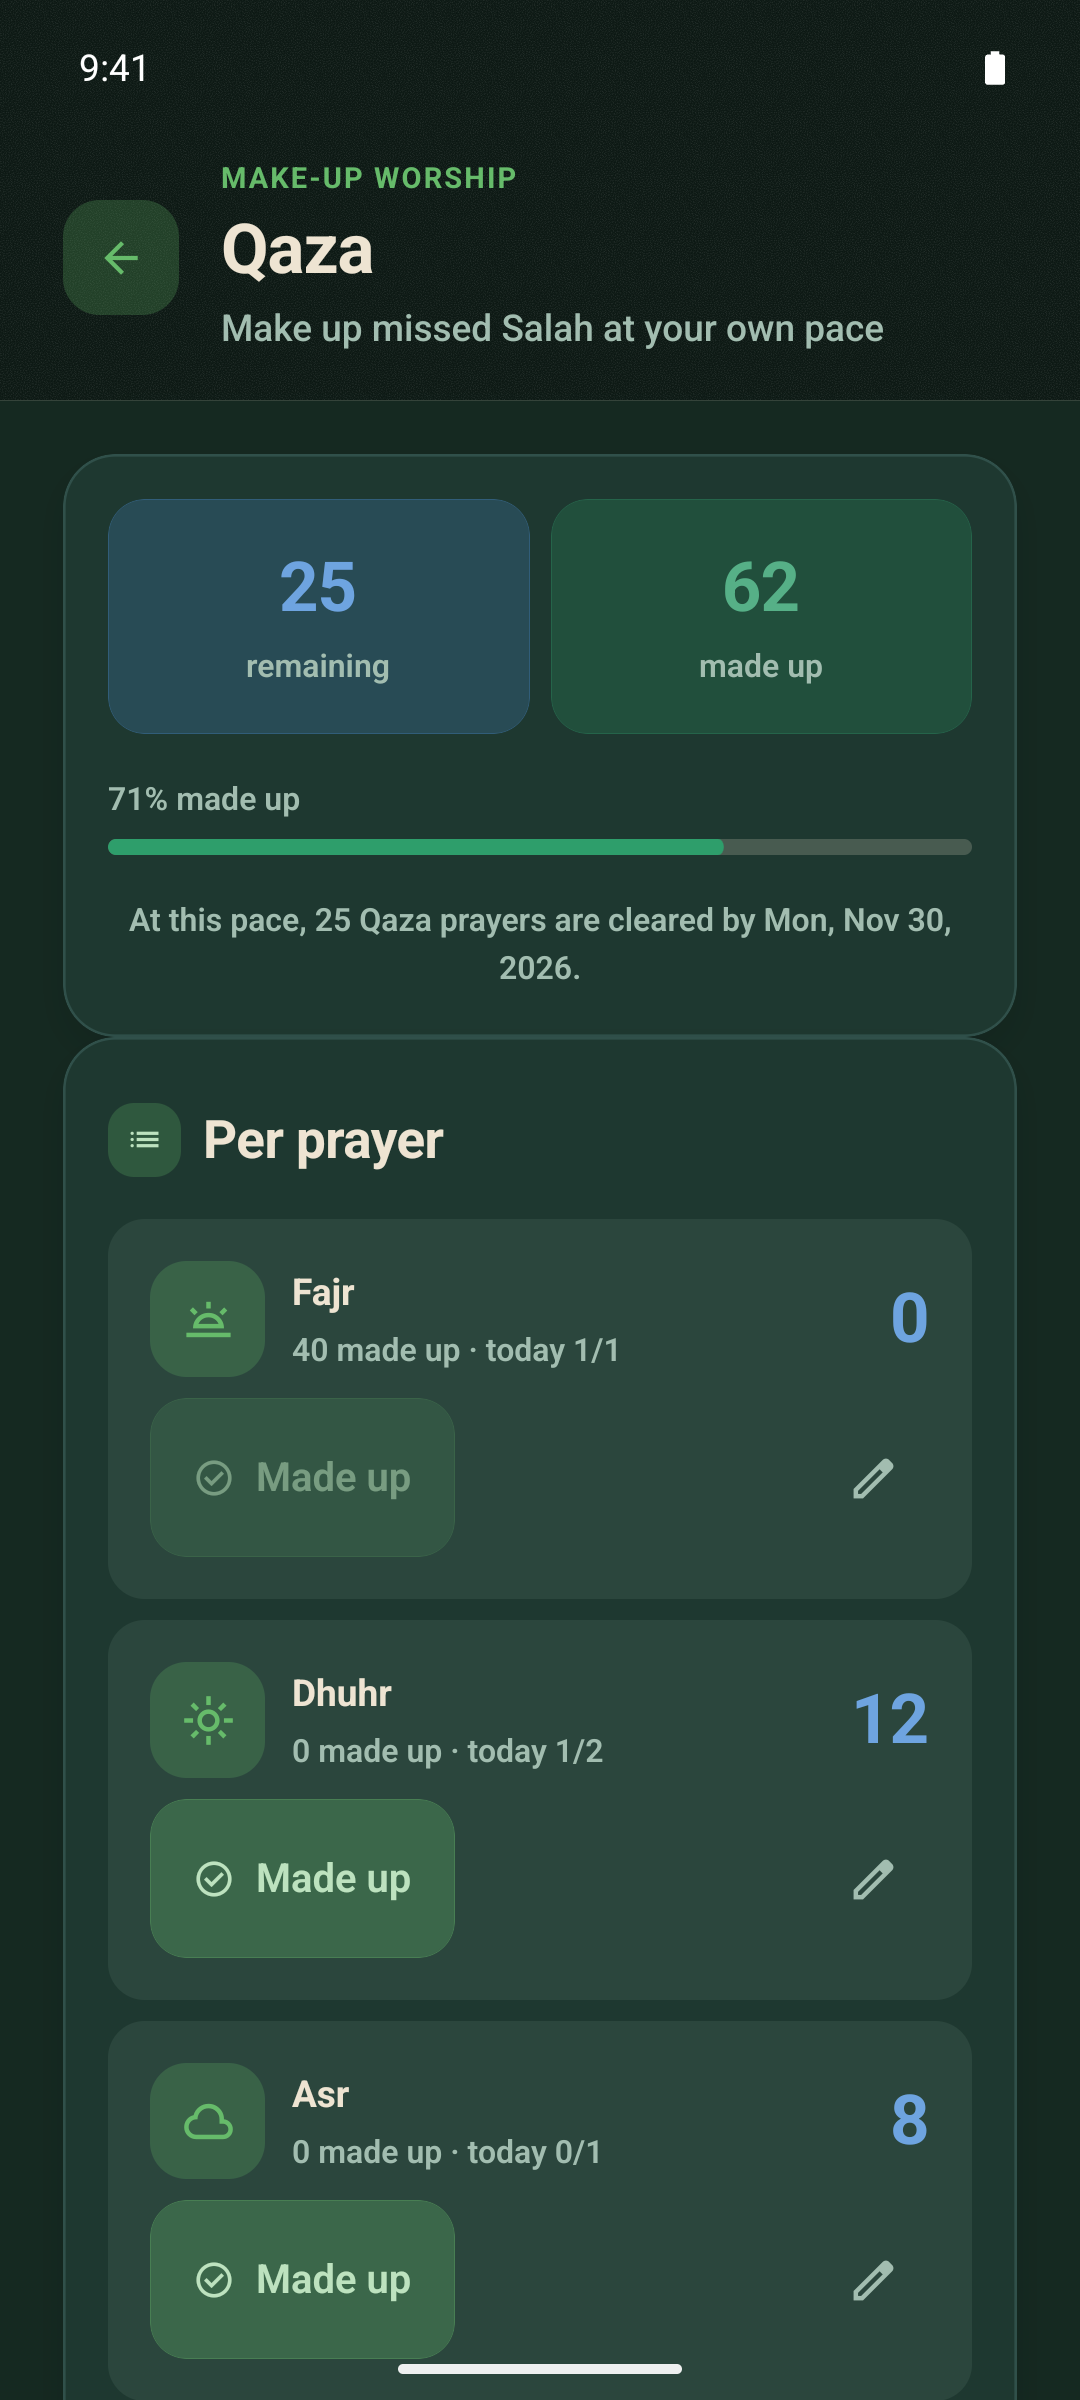 9:41
MAKE-UP WORSHIP
Qaza
Make up missed Salah at your own pace
25
remaining
62
made up
71% made up
At this pace, 25 Qaza prayers are cleared by Mon, Nov 30,
2026.
Per prayer
Fajr
40 made up · today 1/1
0
Made up
Dhuhr
0 made up · today 1/2
12
Made up
Asr
0 made up · today 0/1
8
Made up